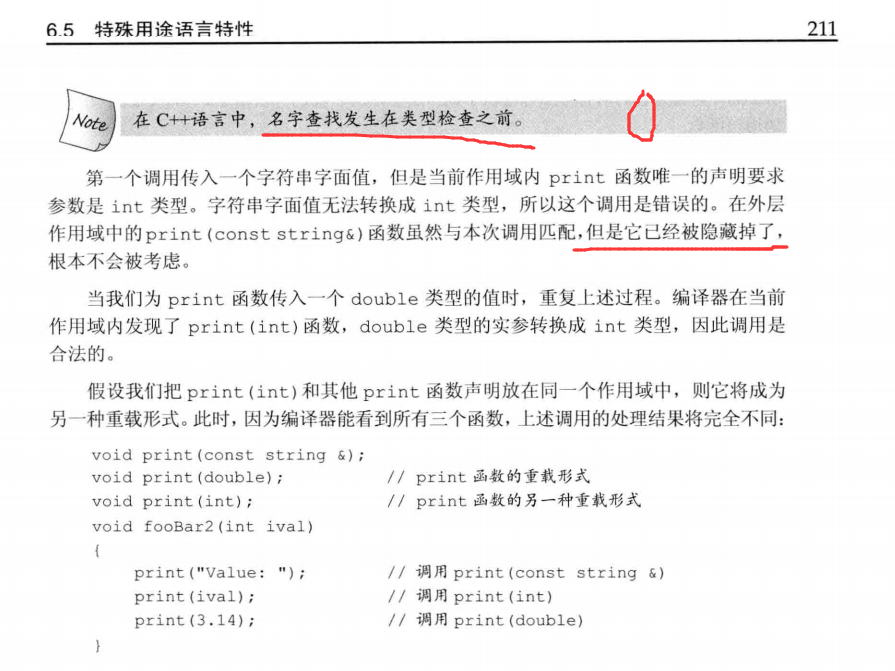 6.5 特殊用途语言特性 211
Note 在 C++语言中，名字查找发生在类型检查之前。
第一个调用传入一个字符串字面值，但是当前作用域内 print 函数唯一的声明要求
参数是 int 类型。字符串字面值无法转换成 int 类型，所以这个调用是错误的。在外层
作用域中的print(const string&)函数虽然与本次调用匹配,但是它已经被隐藏掉了，
根本不会被考虑。
当我们为 print 函数传入一个 double 类型的值时，重复上述过程。编译器在当前
作用域内发现了 print(int)函数，double 类型的实参转换成 int 类型，因此调用是
合法的。
假设我们把 print(int)和其他 print 函数声明放在同一个作用域中，则它将成为
另一种重载形式。此时，因为编译器能看到所有三个函数，上述调用的处理结果将完全不同：
void print(const string &);
void print(double); // print 函数的重载形式
void print(int); // print 函数的另一种重载形式
void fooBar2(int ival)
{
print("Value: "); // 调用 print(const string &)
print(ival); // 调用 print(int)
print(3.14); // 调用 print(double)
}